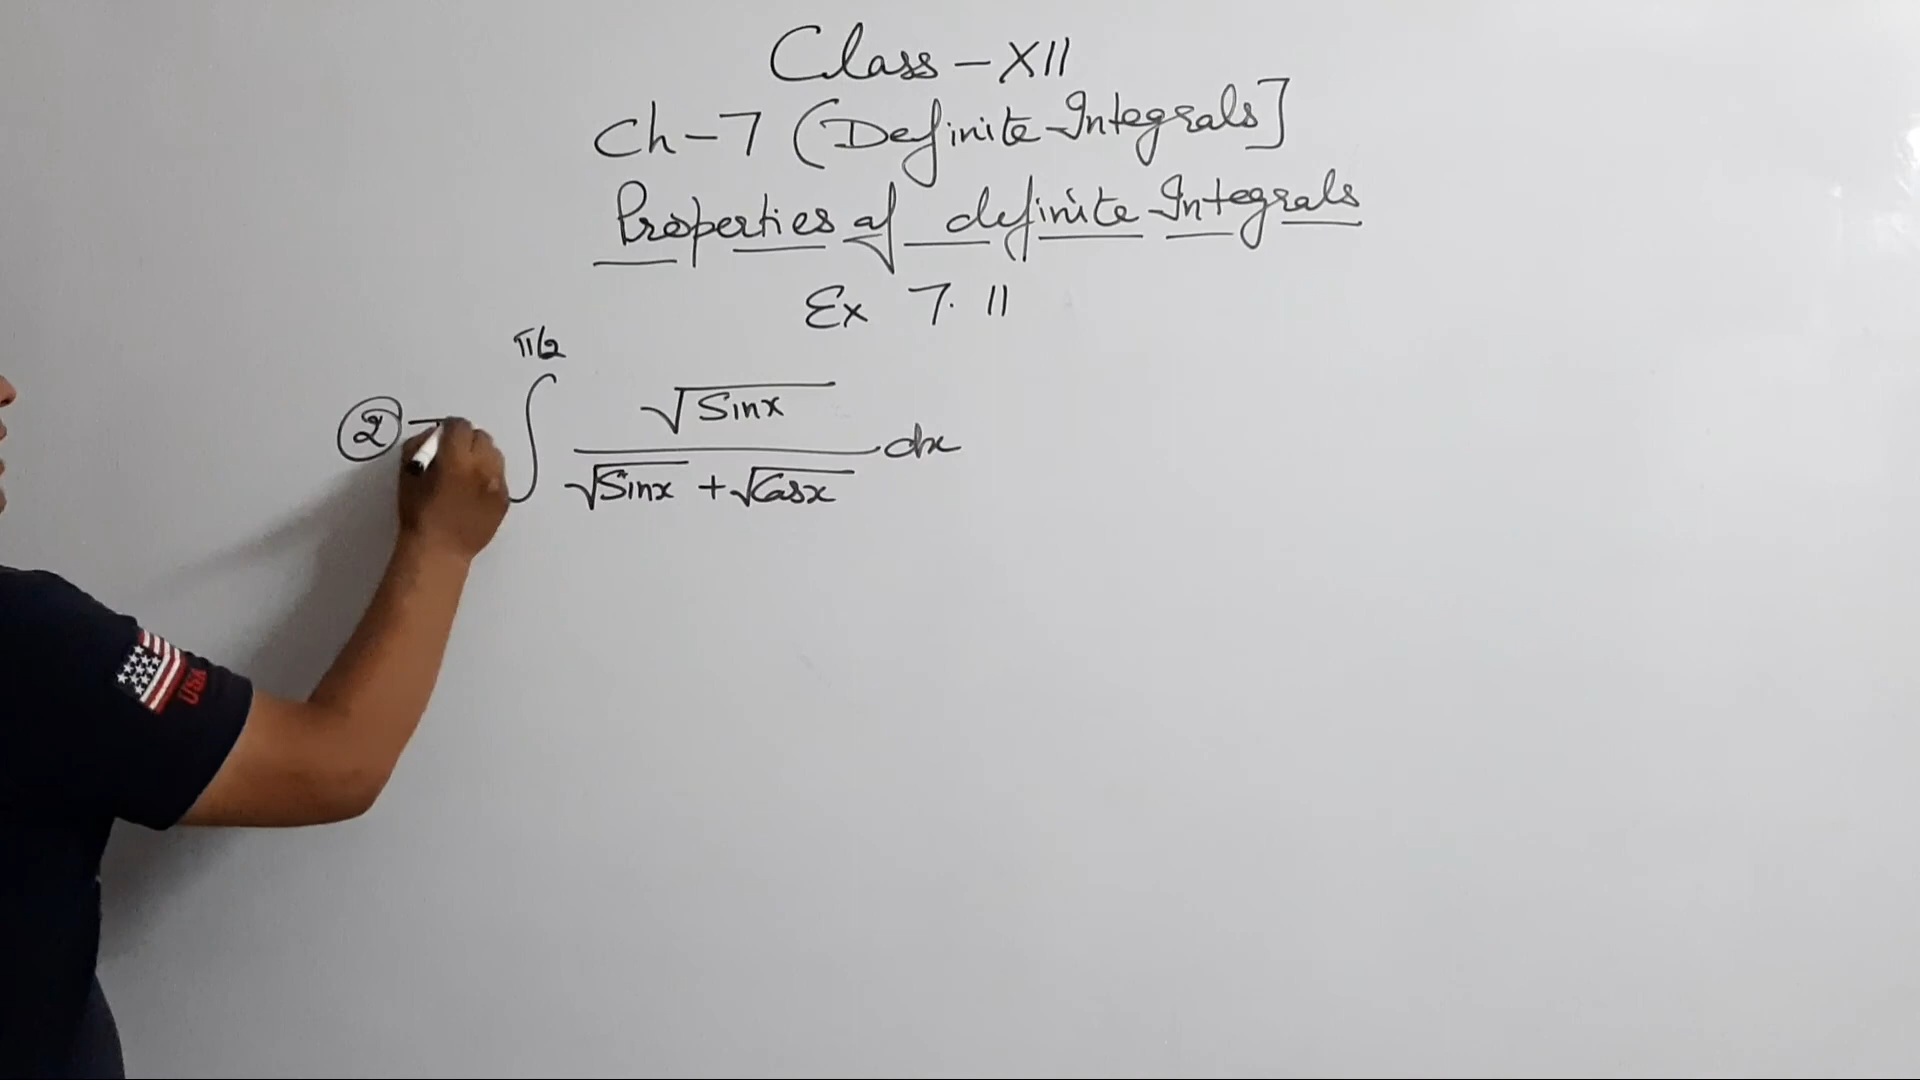 Class - XII
Ch - 7 (Definite Integrals]
Properties of definite Integrals
Ex 7.11
② ∫ π/2 √Sinx / √Sinx + √Cosx dx
USA